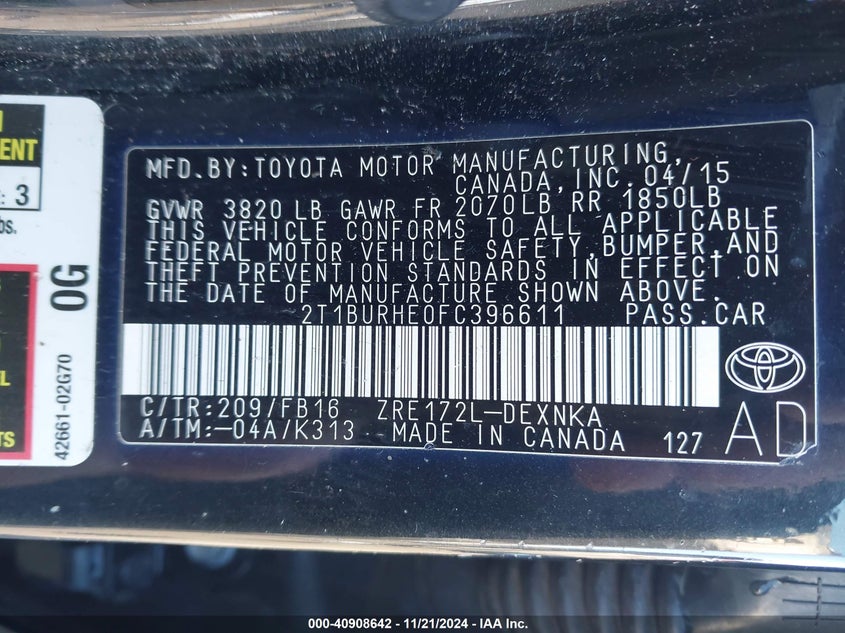 ENT
: 3
bs.
L
TS
42661-02G70
0G
MFD.BY:TOYOTA MOTOR MANUFACTURING,
CANADA,INC. 04/15
GVWR 3820 LB GAWR FR 2070LB RR 1850LB
THIS VEHICLE CONFORMS TO ALL APPLICABLE
FEDERAL MOTOR VEHICLE SAFETY,BUMPER,AND
THEFT PREVENTION STANDARDS IN EFFECT ON
THE DATE OF MANUFACTURE SHOWN ABOVE.
2T1BURHE0FC396611 PASS.CAR
C/TR:209/FB16 ZRE172L-DEXNKA
A/TM:-04A/K313 MADE IN CANADA 127
AD
000-40908642 - 11/21/2024 - IAA Inc.